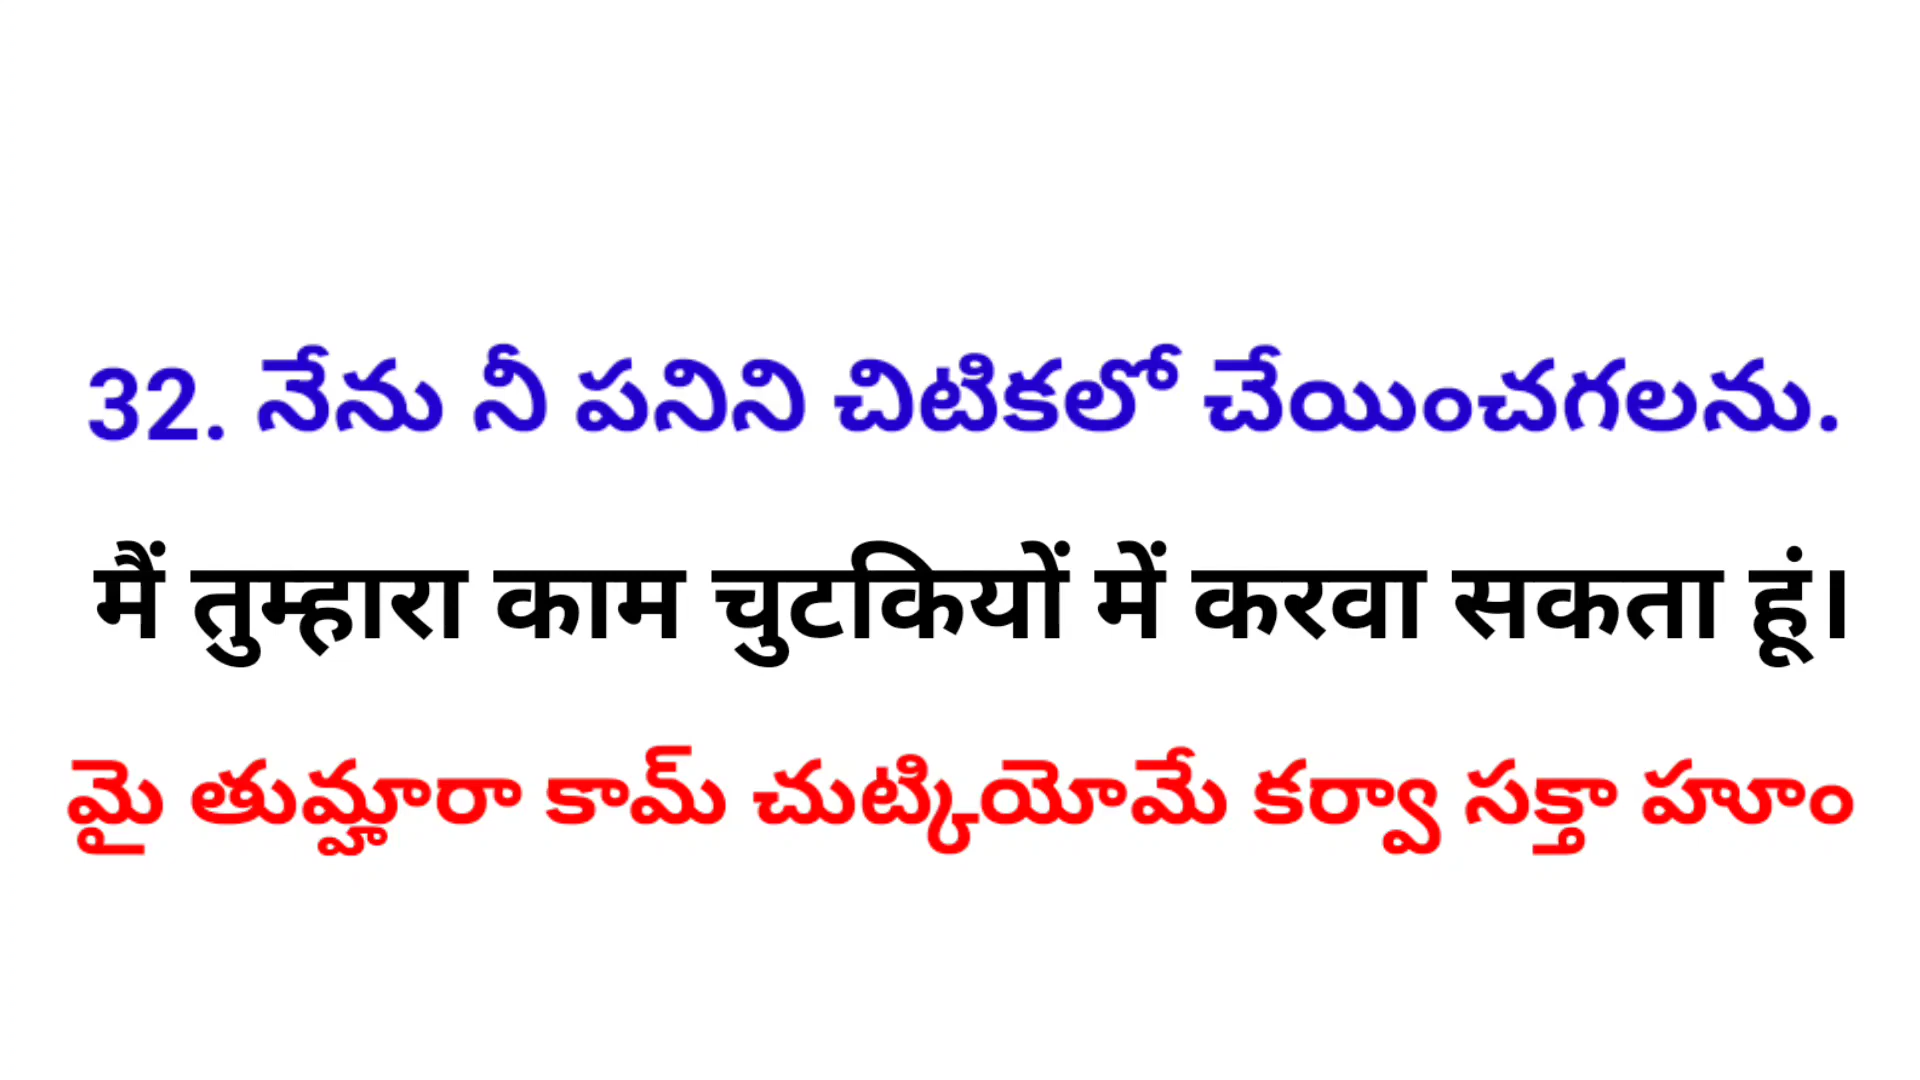 32. నేను నీ పనిని చిటికలో చేయించగలను.
मैं तुम्हारा काम चुटकियों में करवा सकता हूं।
మై తుమ్హారా కామ్ చుట్కియోమే కర్వా సక్తా హూం